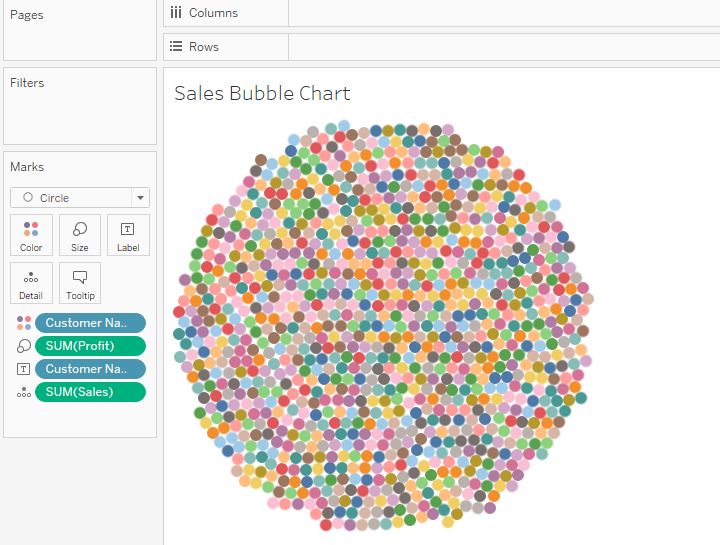 Pages
Columns
Rows
Filters
Sales Bubble Chart
Marks
Circle
Color
Size
T
Label
Detail
Tooltip
Customer Na..
SUM(Profit)
T
Customer Na..
SUM(Sales)